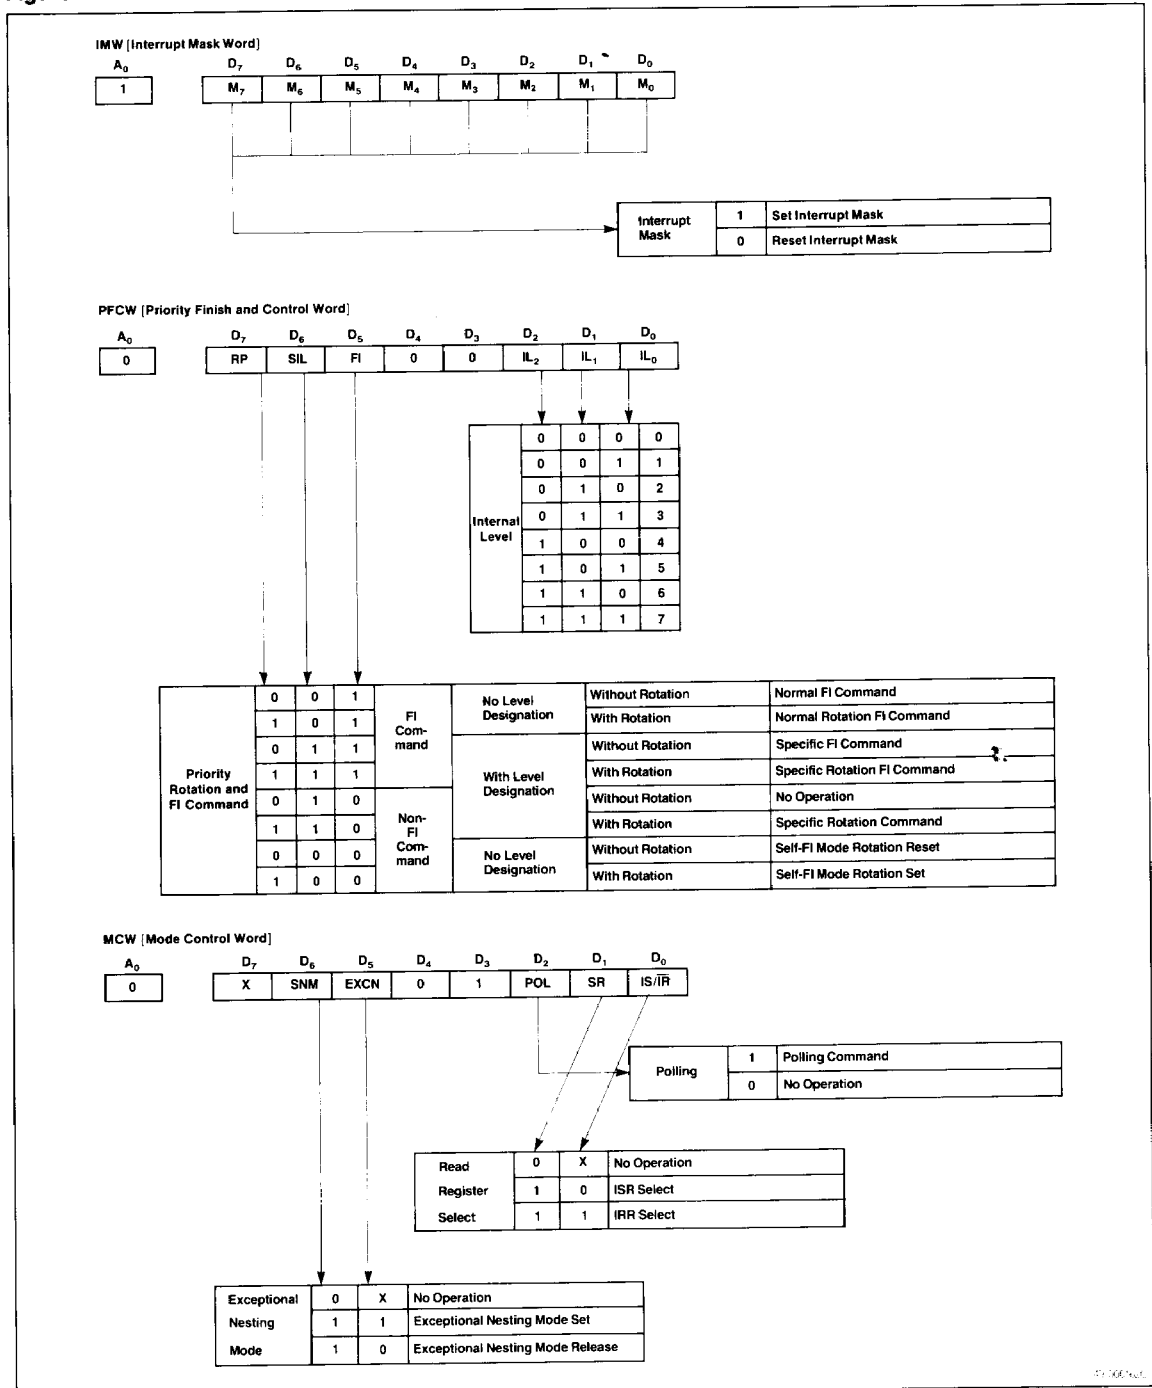 IMW [Interrupt Mask Word]
A0 D7 D6 D5 D4 D3 D2 D1 D0
1 M7 M6 M5 M4 M3 M2 M1 M0
Interrupt Mask
1 Set Interrupt Mask
0 Reset Interrupt Mask
PFCW [Priority Finish and Control Word]
A0 D7 D6 D5 D4 D3 D2 D1 D0
0 RP SIL FI 0 0 IL2 IL1 IL0
Internal Level
0 0 0 0
0 0 1 1
0 1 0 2
0 1 1 3
1 0 0 4
1 0 1 5
1 1 0 6
1 1 1 7
Priority Rotation and FI Command
FI Com-mand
Non-FI Com-mand
No Level Designation
With Level Designation
No Level Designation
0 0 1 Without Rotation Normal FI Command
1 0 1 With Rotation Normal Rotation FI Command
0 1 1 Without Rotation Specific FI Command
1 1 1 With Rotation Specific Rotation FI Command
0 1 0 Without Rotation No Operation
1 1 0 With Rotation Specific Rotation Command
0 0 0 Without Rotation Self-FI Mode Rotation Reset
1 0 0 With Rotation Self-FI Mode Rotation Set
MCW [Mode Control Word]
A0 D7 D6 D5 D4 D3 D2 D1 D0
0 X SNM EXCN 0 1 POL SR IS/I̅R̅
Polling
1 Polling Command
0 No Operation
Read Register Select
0 X No Operation
1 0 ISR Select
1 1 IRR Select
Exceptional Nesting Mode
0 X No Operation
1 1 Exceptional Nesting Mode Set
1 0 Exceptional Nesting Mode Release